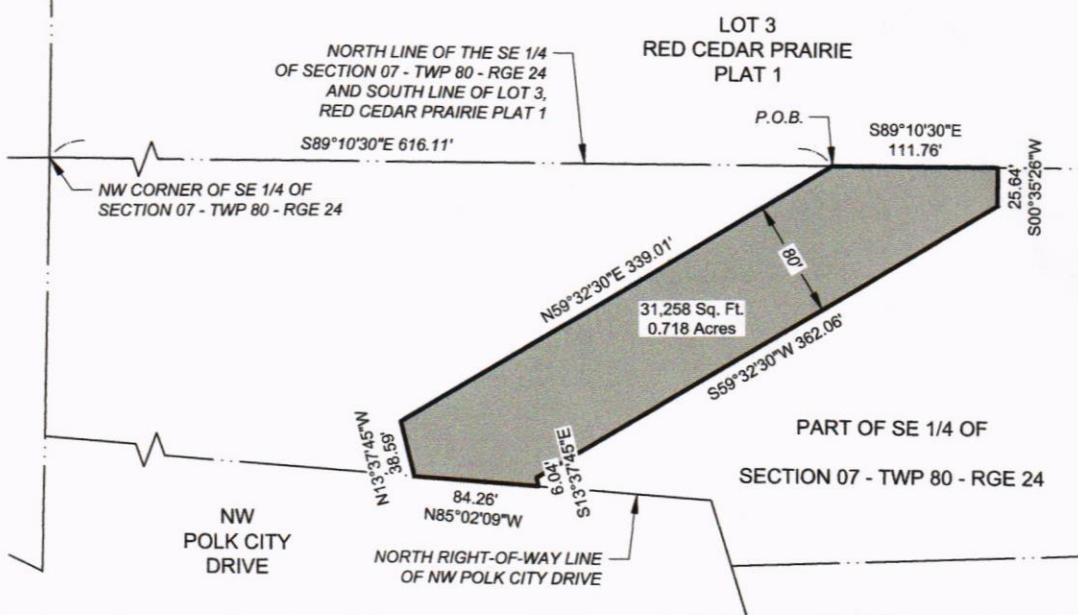 LOT 3
RED CEDAR PRAIRIE
PLAT 1
NORTH LINE OF THE SE 1/4
OF SECTION 07 - TWP 80 - RGE 24
AND SOUTH LINE OF LOT 3,
RED CEDAR PRAIRIE PLAT 1
P.O.B.
S89°10'30"E
111.76'
S89°10'30"E 616.11'
25.64'
S00°35'26"W
NW CORNER OF SE 1/4 OF
SECTION 07 - TWP 80 - RGE 24
N59°32'30"E 339.01'
80'
31,258 Sq. Ft.
0.718 Acres
S59°32'30"W 362.06'
N13°37'45"W
38.59'
6.04'
S13°37'45"E
PART OF SE 1/4 OF
SECTION 07 - TWP 80 - RGE 24
84.26'
N85°02'09"W
NW
POLK CITY
DRIVE
NORTH RIGHT-OF-WAY LINE
OF NW POLK CITY DRIVE